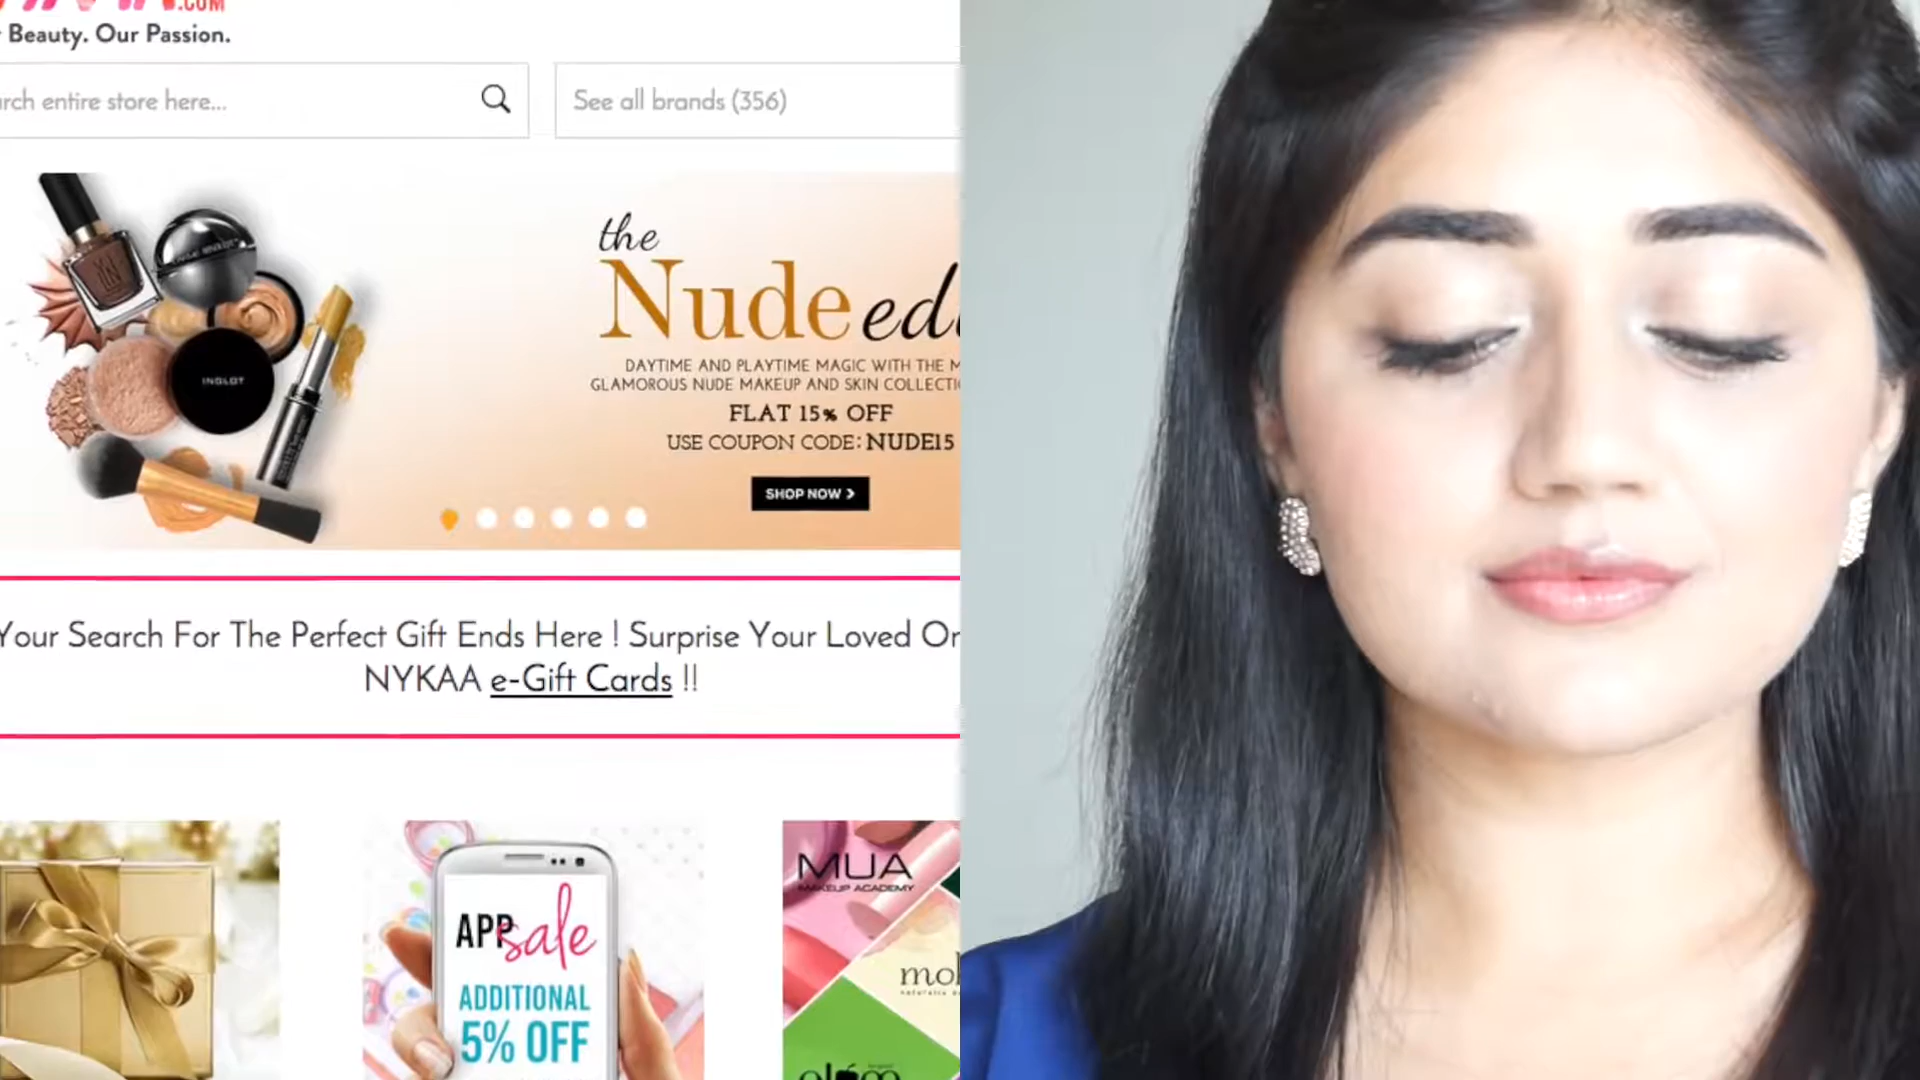 .COM
Beauty. Our Passion.
entire store here...
See all brands (356)
the
Nude
DAYTIME AND PLAYTIME MAGIC WITH THE
GLAMOROUS NUDE MAKEUP AND SKIN
FLAT 15% OFF
USE COUPON CODE: NUDE15
SHOP NOW
INGLOT
Your Search For The Perfect Gift Ends Here ! Surprise Your Loved
NYKAA e-Gift Cards !!
APP sale
ADDITIONAL
5% OFF
MUA
MAKEUP ACADEMY